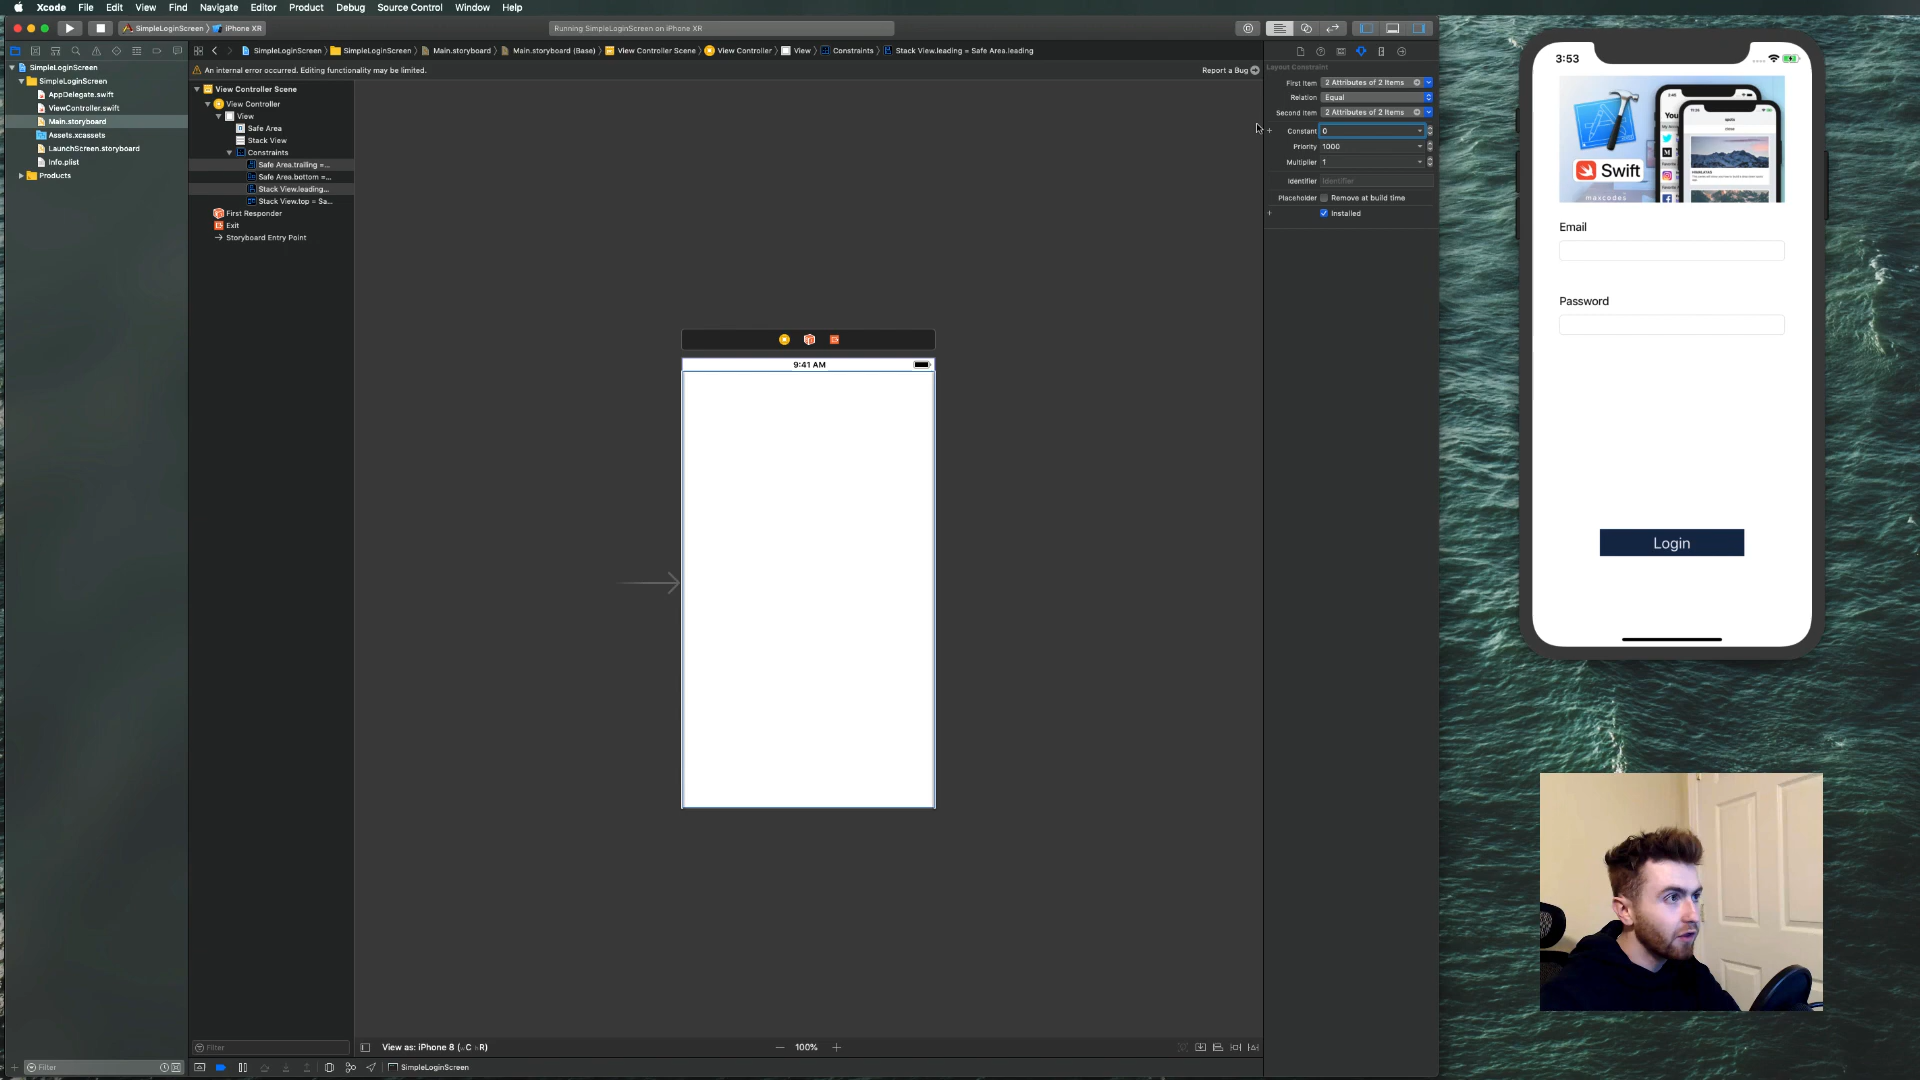 Xcode File Edit View Find Navigate Editor Product Debug Source Control Window Help
SimpleLoginScreen iPhone XR
Running SimpleLoginScreen on iPhone XR
SimpleLoginScreen SimpleLoginScreen Main.storyboard Main.storyboard (Base) View Controller Scene View Controller View Constraints Stack View.leading = Safe Area.leading
An internal error occurred. Editing functionality may be limited.
Report a Bug
SimpleLoginScreen
SimpleLoginScreen
AppDelegate.swift
ViewController.swift
Main.storyboard
Assets.xcassets
LaunchScreen.storyboard
Info.plist
Products
View Controller Scene
View Controller
View
Safe Area
Stack View
Constraints
Safe Area.trailing =...
Safe Area.bottom =...
Stack View.leading...
Stack View.top = Sa...
First Responder
Exit
Storyboard Entry Point
9:41 AM
Layout Constraint
First Item 2 Attributes of 2 Items
Relation Equal
Second Item 2 Attributes of 2 Items
Constant 0
Priority 1000
Multiplier 1
Identifier Identifier
Placeholder Remove at build time
Installed
3:53
Swift
maxcodes
Email
Password
Login
Filter
View as: iPhone 8 (wC hR)
100%
Filter
SimpleLoginScreen